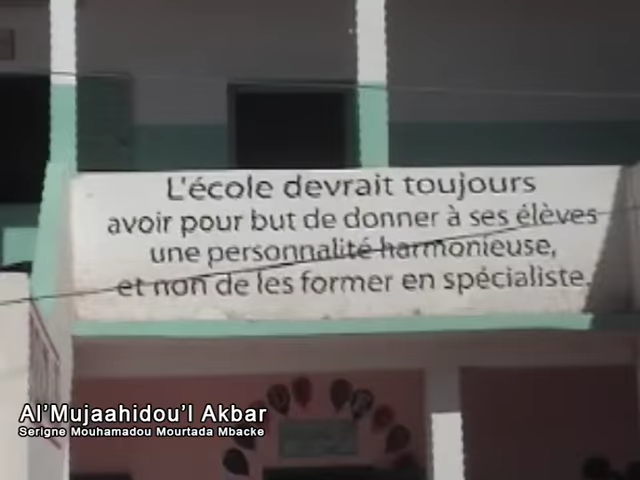 L'école devrait toujours
avoir pour but de donner à ses élèves
une personnalité harmonieuse,
et non de les former en spécialiste.
Al'Mujaahidou'l Akbar
Serigne Mouhamadou Mourtada Mbacke